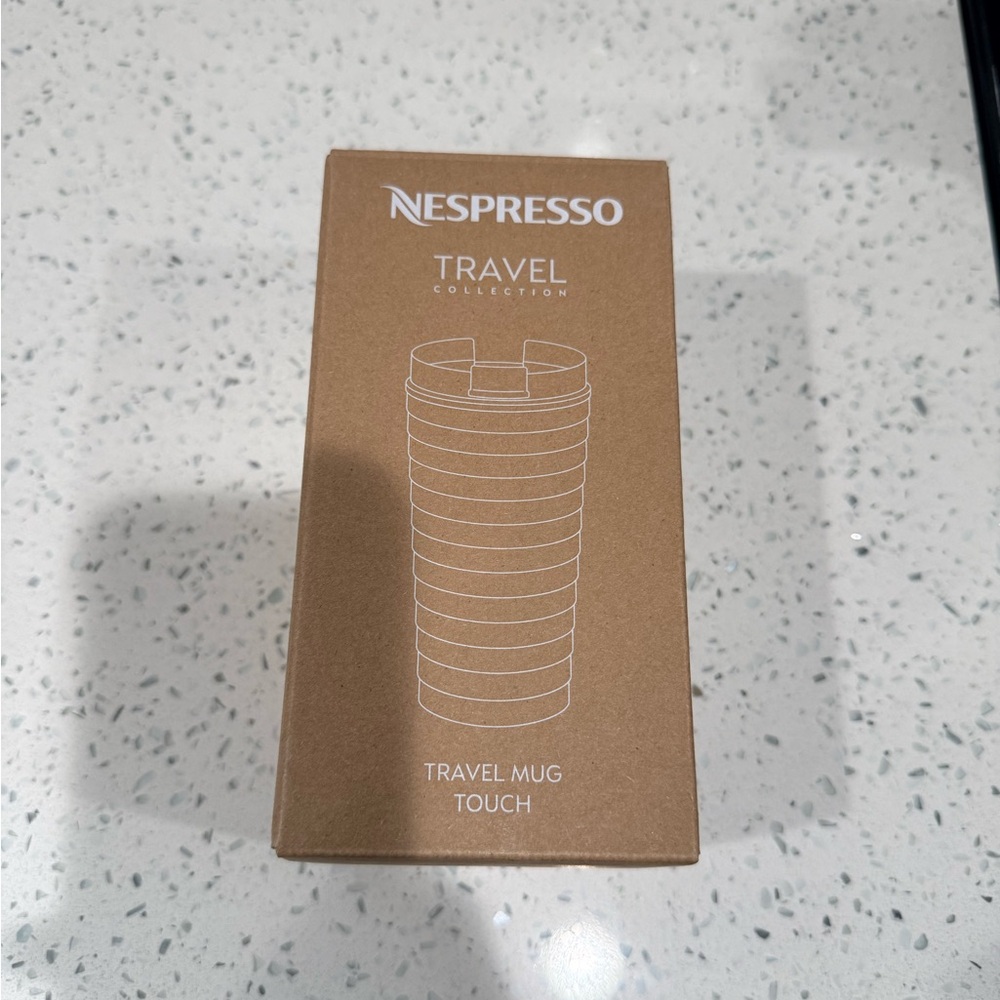 NESPRESSO
TRAVEL
COLLECTION
TRAVEL MUG
TOUCH